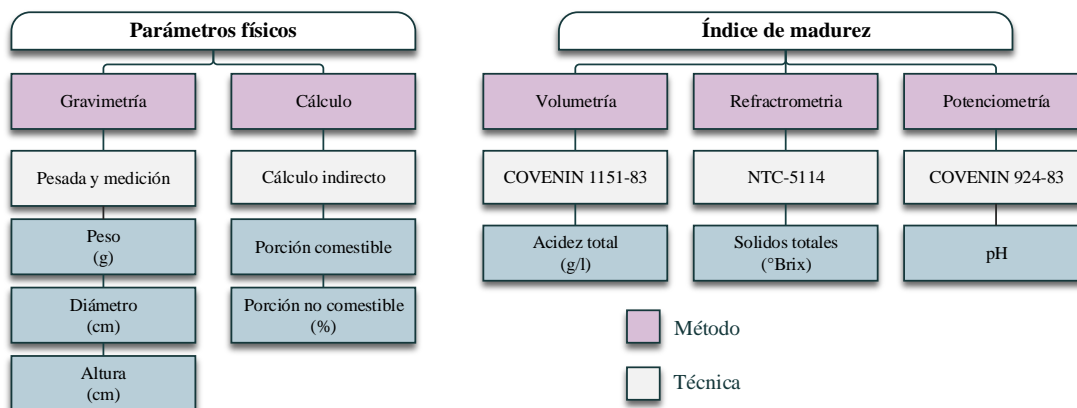 Parámetros físicos
Gravimetría
Cálculo
Pesada y medición
Cálculo indirecto
Peso
(g)
Porción comestible
Diámetro
(cm)
Porción no comestible
(%)
Altura
(cm)
Índice de madurez
Volumetría
Refractrometria
Potenciometría
COVENIN 1151-83
NTC-5114
COVENIN 924-83
Acidez total
(g/l)
Solidos totales
(°Brix)
pH
Métódo
Técnica